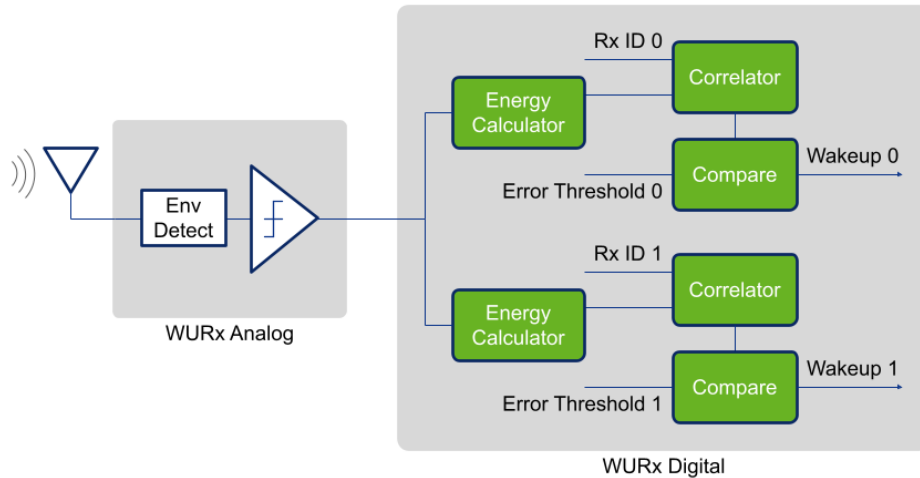 Env
Detect
WURx Analog
Rx ID 0
Energy
Calculator
Correlator
Error Threshold 0
Compare
Wakeup 0
Rx ID 1
Energy
Calculator
Correlator
Error Threshold 1
Compare
Wakeup 1
WURx Digital